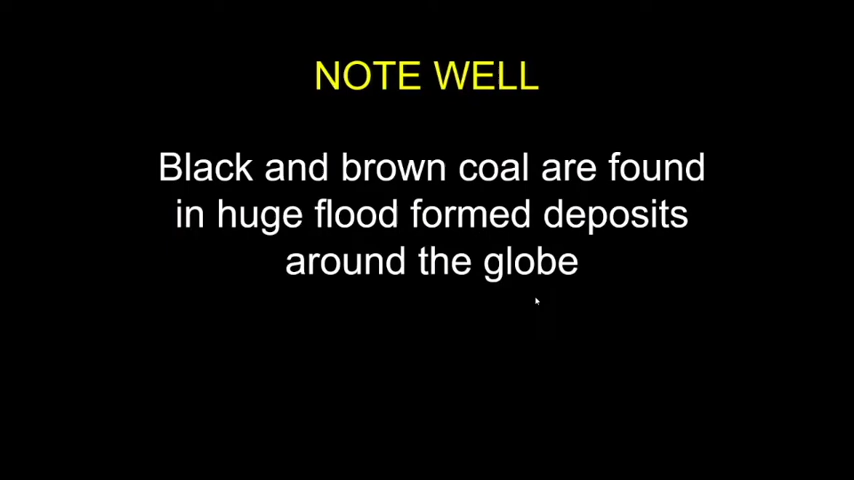 NOTE WELL
Black and brown coal are found
in huge flood formed deposits
around the globe